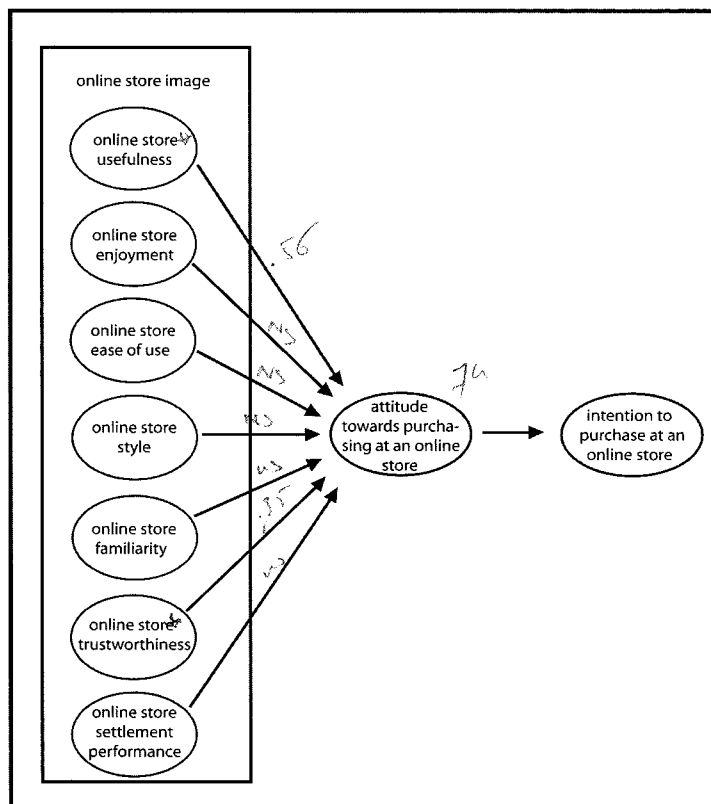 online store image
online store
usefulness
.56
online store
enjoyment
NS
online store
ease of use
NS
online store
style
NS
attitude
towards purcha-
sing at an online
store
intention to
purchase at an
online store
online store
familiarity
ns
.35
online store
trustworthiness
ns
online store
settlement
performance